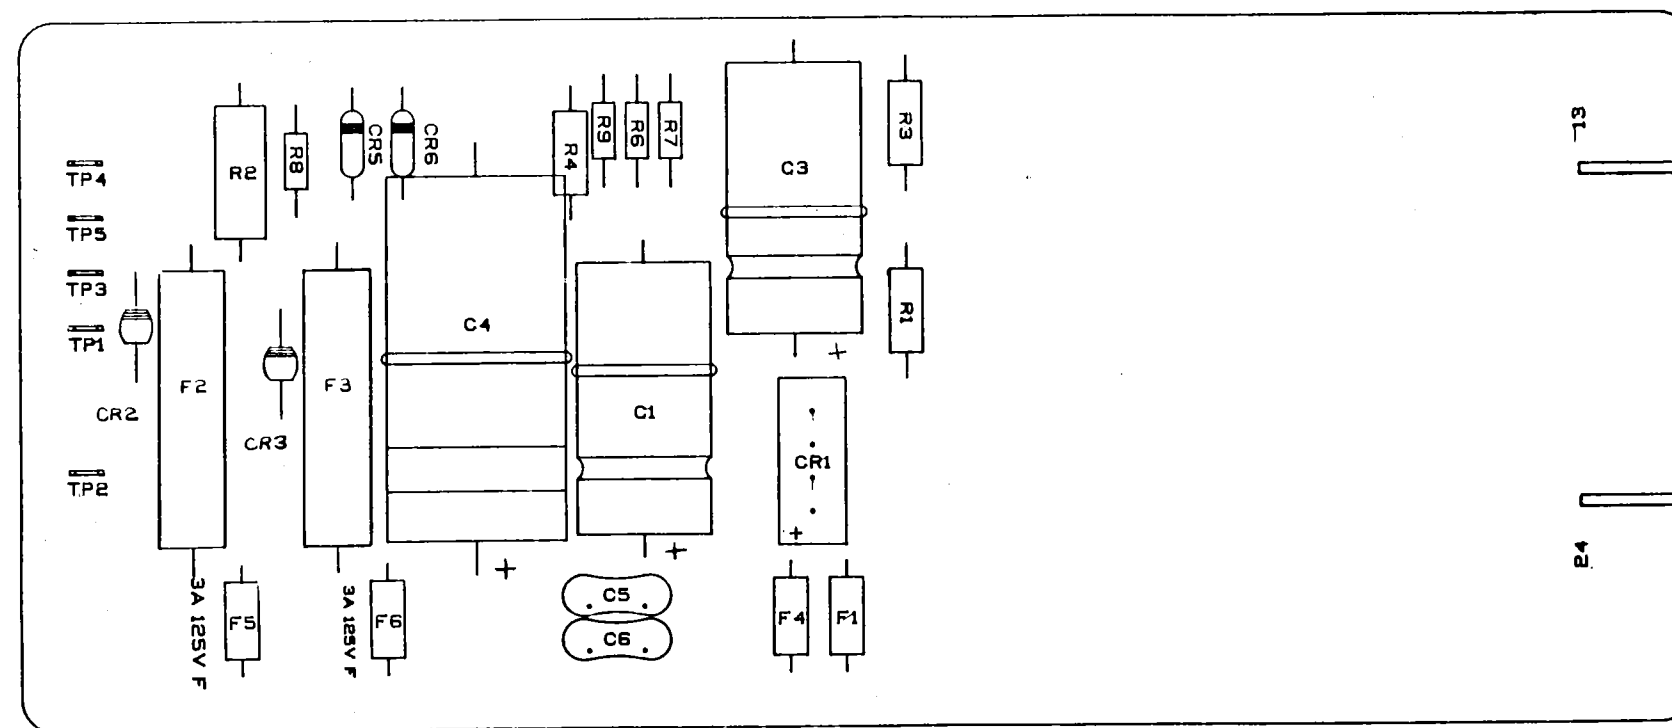 13
R3
R9
R6
R7
CR5
CR6
R4
R8
R2
C3
TP4
TP5
TP3
TP1
R1
C4
F2
F3
CR2
C1
CR3
CR1
TP2
+
+
+
+
24
3A 125V F
3A 125V F
C5
F5
F6
F4
F1
C6